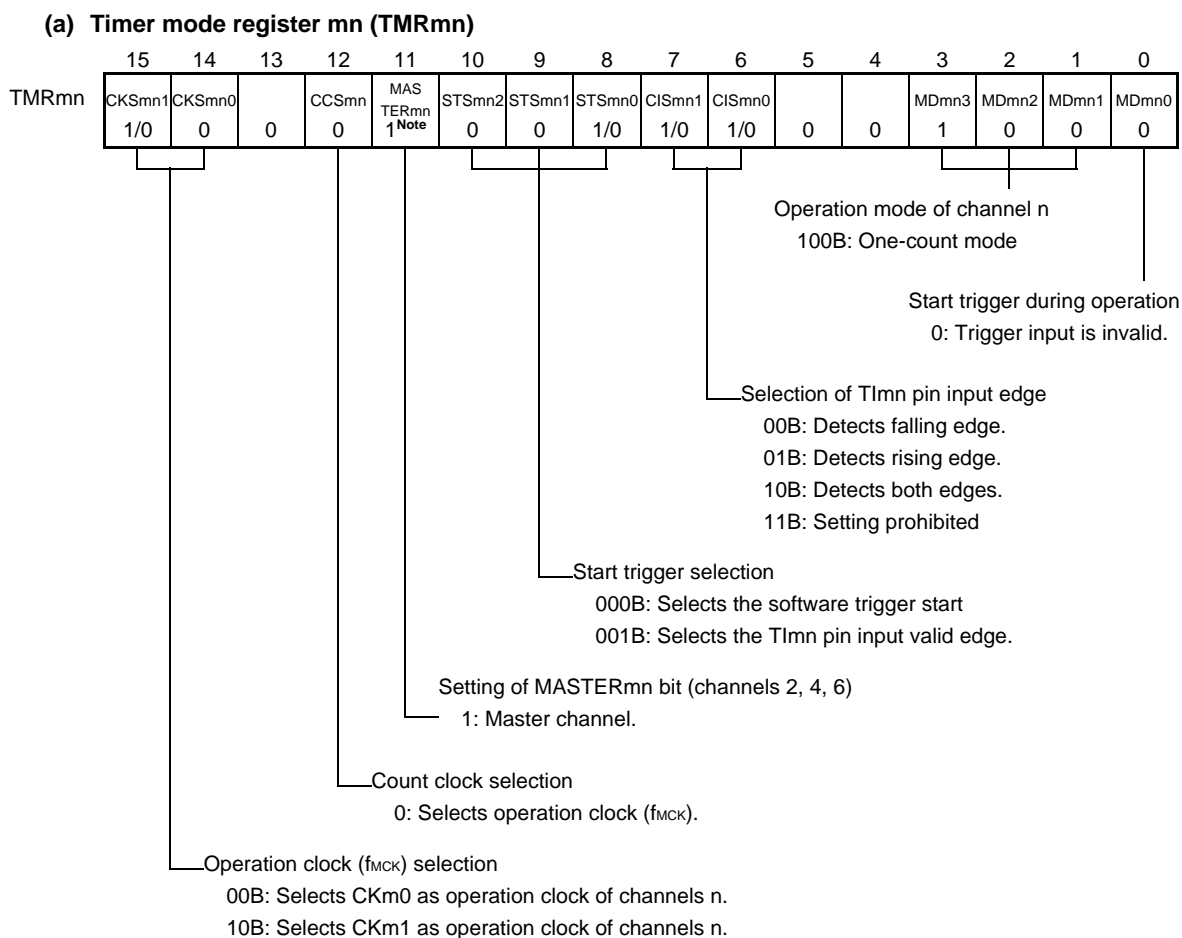 (a) Timer mode register mn (TMRmn)
15 14 13 12 11 10 9 8 7 6 5 4 3 2 1 0
TMRmn CKSmn1 CKSmn0 CCSmn MAS TERmn STSmn2 STSmn1 STSmn0 CISmn1 CISmn0 MDmn3 MDmn2 MDmn1 MDmn0
1/0 0 0 0 1Note 0 0 1/0 1/0 1/0 0 0 1 0 0 0
Operation mode of channel n
100B: One-count mode
Start trigger during operation
0: Trigger input is invalid.
Selection of TImn pin input edge
00B: Detects falling edge.
01B: Detects rising edge.
10B: Detects both edges.
11B: Setting prohibited
Start trigger selection
000B: Selects the software trigger start
001B: Selects the TImn pin input valid edge.
Setting of MASTERmn bit (channels 2, 4, 6)
1: Master channel.
Count clock selection
0: Selects operation clock (fMCK).
Operation clock (fMCK) selection
00B: Selects CKm0 as operation clock of channels n.
10B: Selects CKm1 as operation clock of channels n.